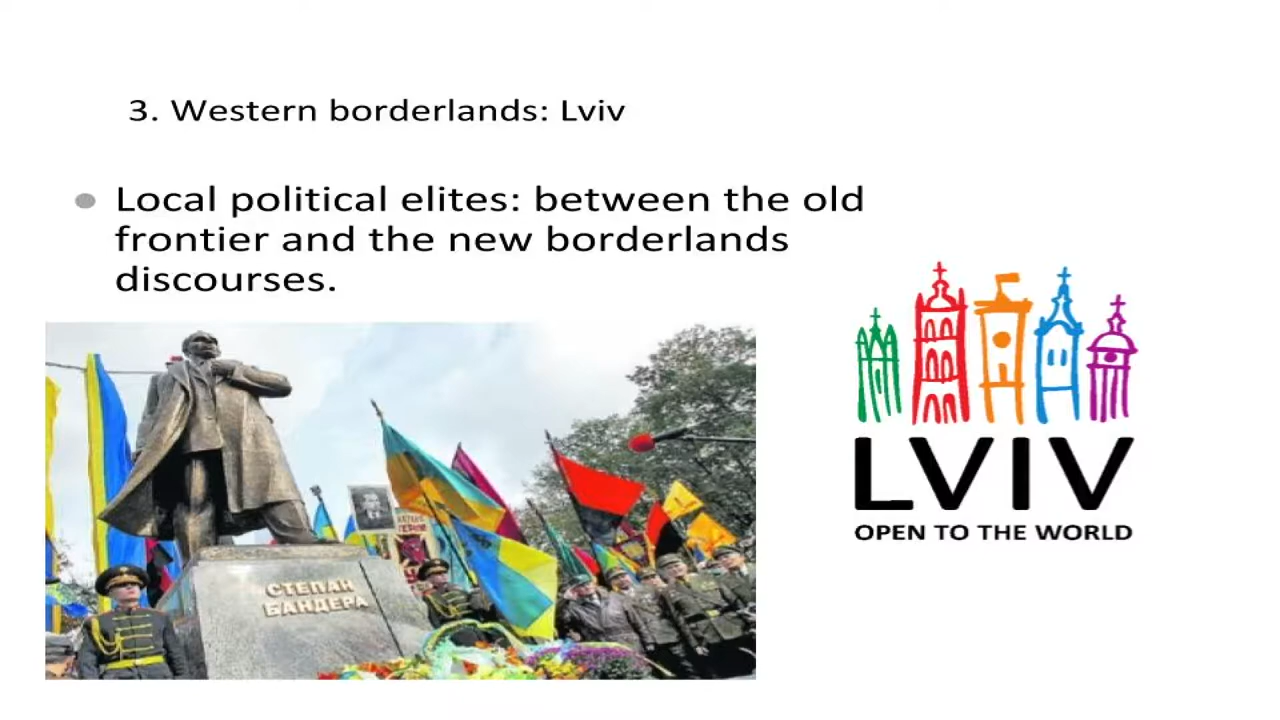 3. Western borderlands: Lviv
Local political elites: between the old
frontier and the new borderlands
discourses.
СТЕПАН
БАНДЕРА
LVIV
OPEN TO THE WORLD